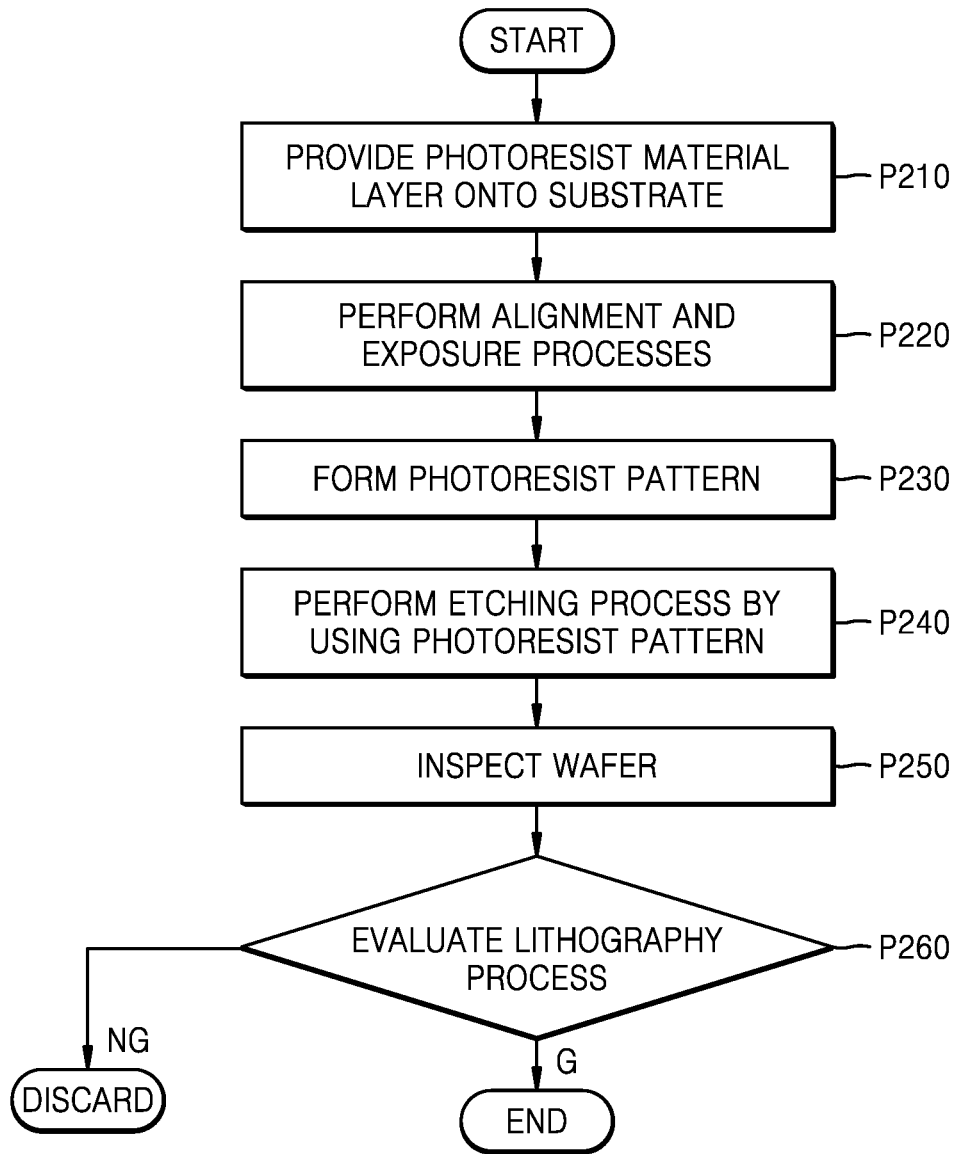 START
PROVIDE PHOTORESIST MATERIAL
LAYER ONTO SUBSTRATE
P210
PERFORM ALIGNMENT AND
EXPOSURE PROCESSES
P220
FORM PHOTORESIST PATTERN
P230
PERFORM ETCHING PROCESS BY
USING PHOTORESIST PATTERN
P240
INSPECT WAFER
P250
EVALUATE LITHOGRAPHY
PROCESS
P260
NG
G
DISCARD
END